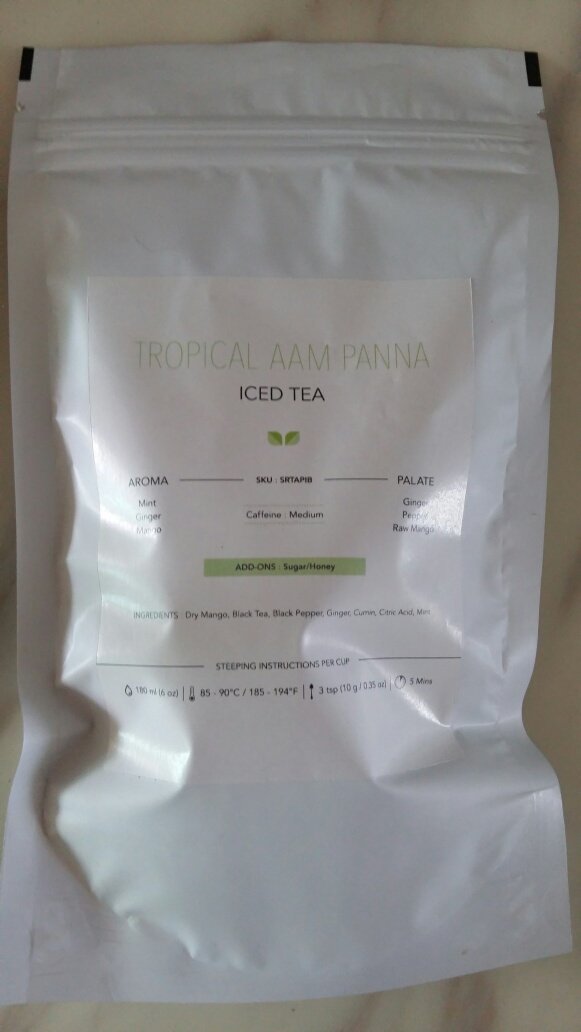 TROPICAL AAM PANNA
ICED TEA
AROMA
Mint
Ginger
Mango
SKU : SRTAPIB
Caffeine : Medium
PALATE
Ginger
Pepper
Raw Mango
ADD-ONS : Sugar/Honey
INGREDIENTS : Dry Mango, Black Tea, Black Pepper, Ginger, Cumin, Citric Acid, Mint
STEEPING INSTRUCTIONS PER CUP
180 ml (6 oz) | 85 - 90°C / 185 - 194°F | 3 tsp (10 g / 0.35 oz) | 5 Mins